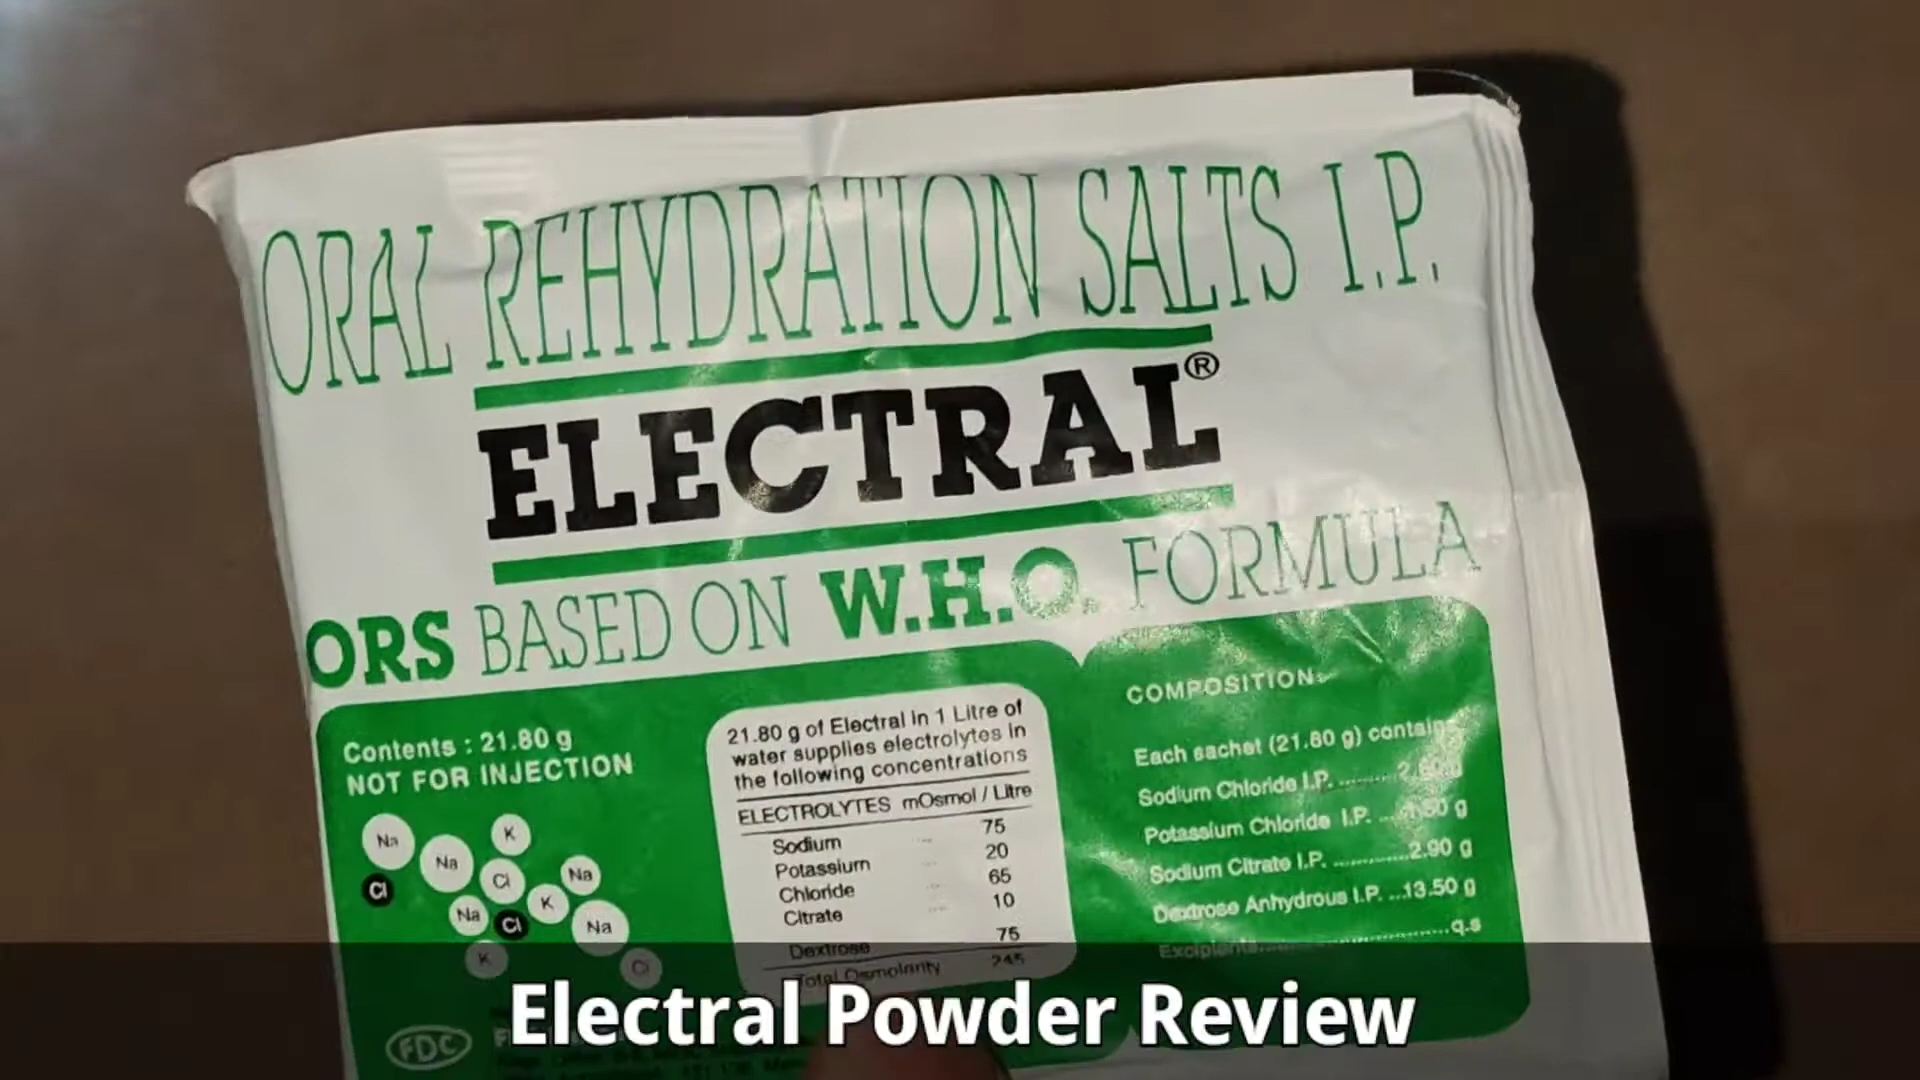 ORAL REHYDRATION SALTS I.P.
ELECTRAL®
ORS BASED ON W.H.O. FORMULA
Contents : 21.80 g
NOT FOR INJECTION
Na
K
Na
Cl
Cl
Na
Na
Cl
K
Na
K
Cl
FDC
21.80 g of Electral in 1 Litre of
water supplies electrolytes in
the following concentrations
ELECTROLYTES mOsmol / Litre
Sodium 75
Potassium 20
Chloride 65
Citrate 10
Dextrose 75
Total Osmolarity 245
COMPOSITION:
Each sachet (21.80 g) contains
Sodium Chloride I.P. ..........
Potassium Chloride I.P. ...1.50 g
Sodium Citrate I.P. ............2.90 g
Dextrose Anhydrous I.P. ...13.50 g
Excipients..............................q.s
Electral Powder Review